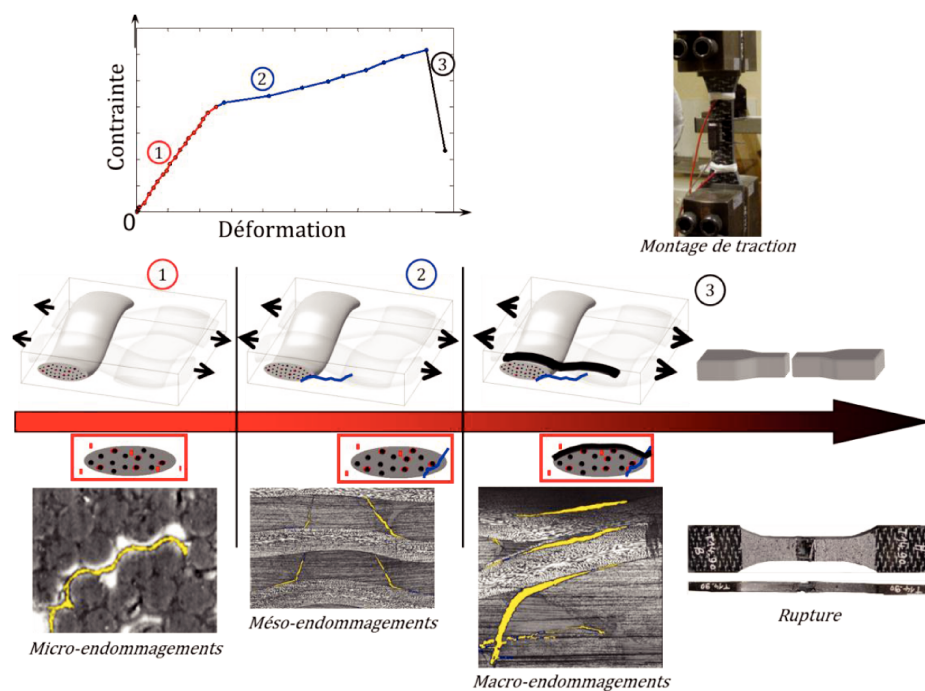 Contrainte
1
2
3
0
Déformation
Montage de traction
1
2
3
Micro-endommagements
Méso-endommagements
Macro-endommagements
Rupture